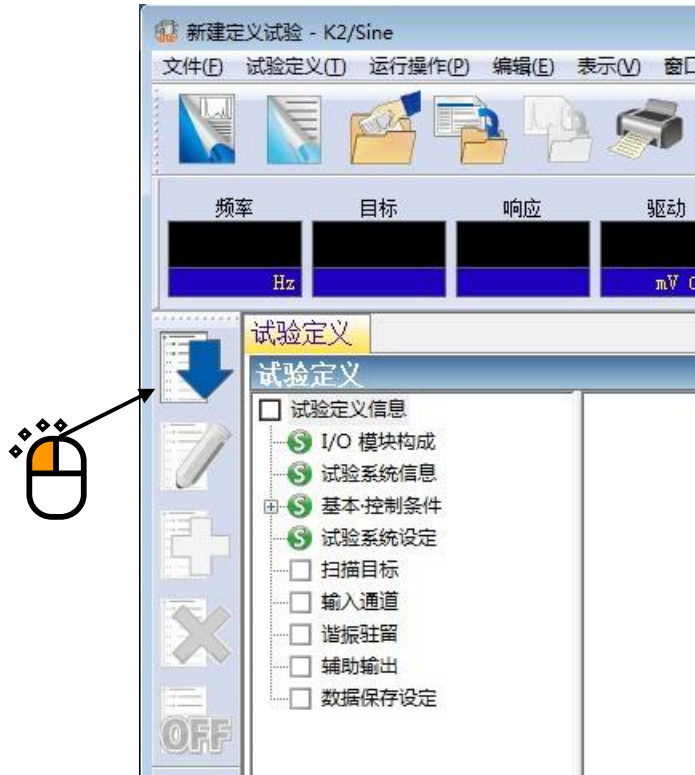 新建定义试验 - K2/Sine
文件(F) 试验定义(T) 运行操作(P) 编辑(E) 表示(V)
频率 目标 响应 驱动
Hz mV
试验定义
试验定义
试验定义信息
S I/O 模块构成
S 试验系统信息
S 基本·控制条件
S 试验系统设定
扫描目标
输入通道
谐振驻留
辅助输出
数据保存设定
OFF